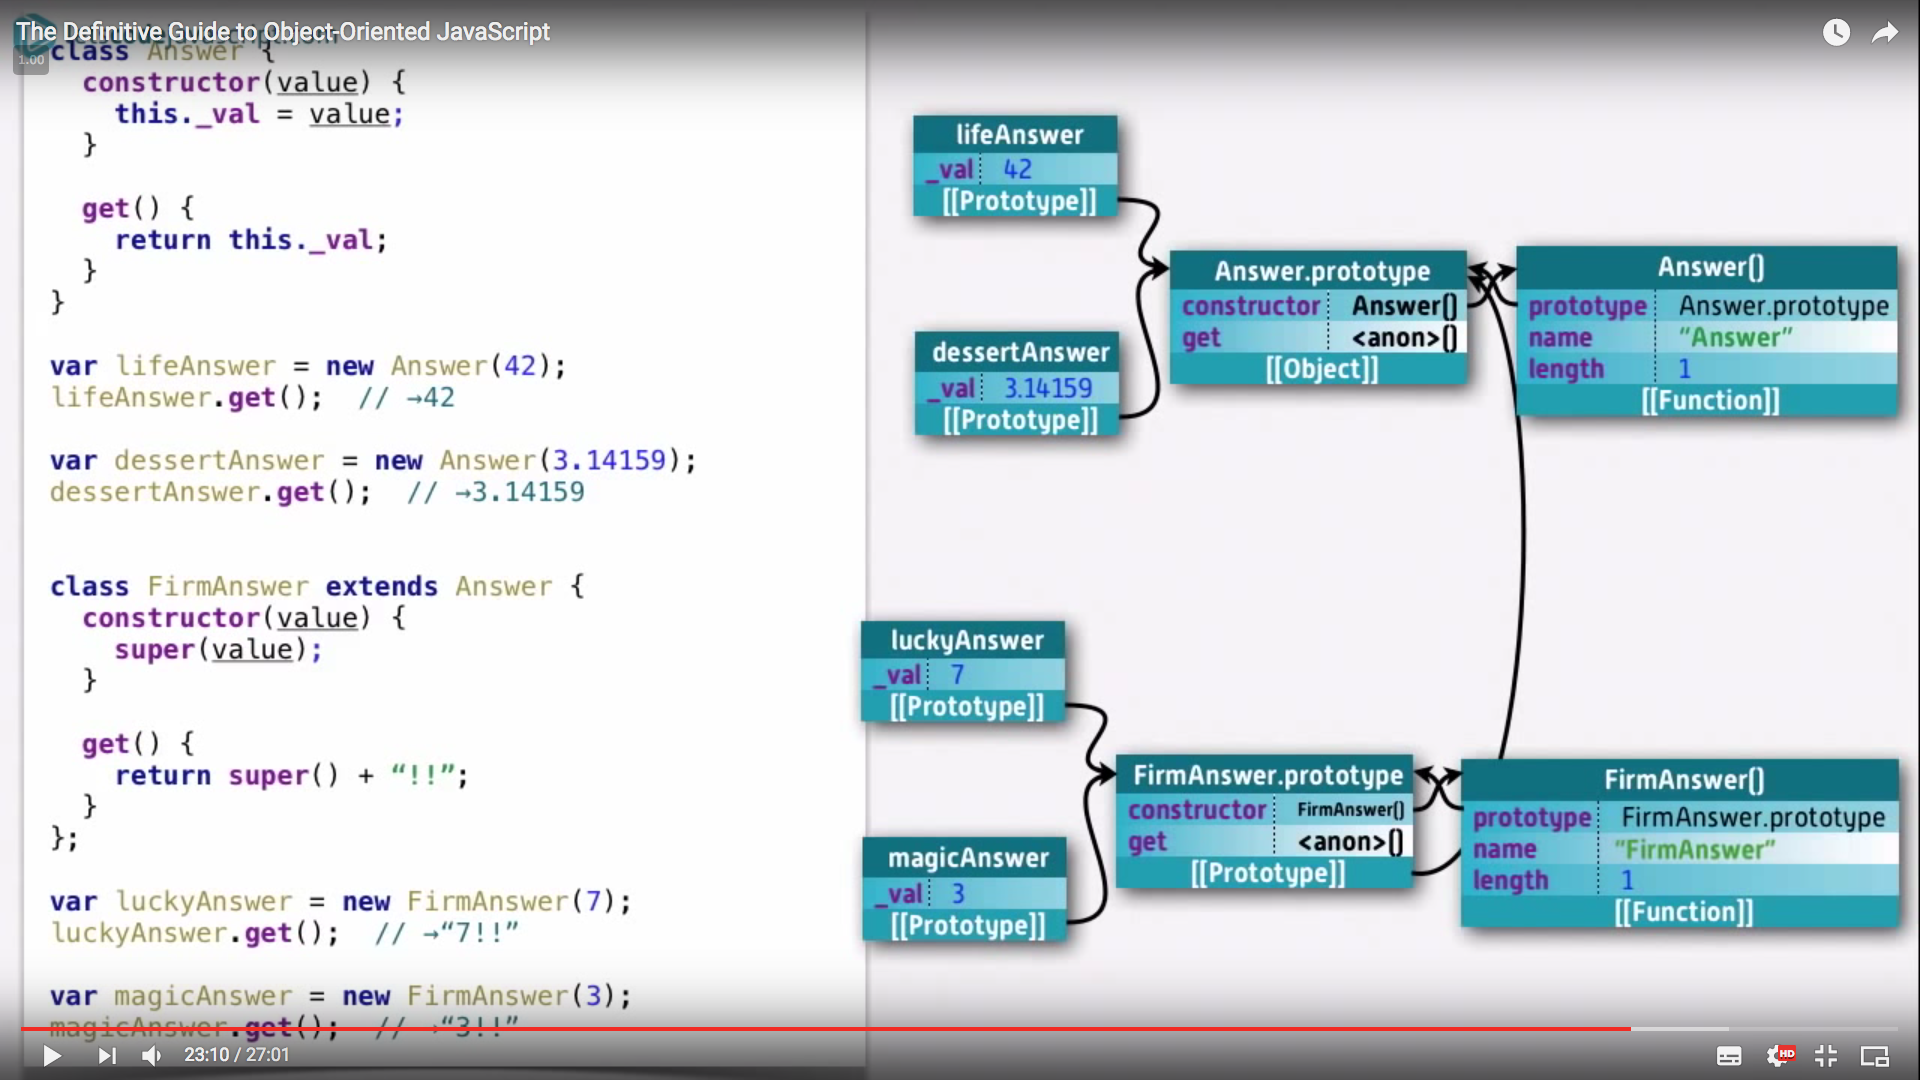 The Definitive Guide to Object-Oriented JavaScript
1.00
class Answer {
constructor(value) {
this._val = value;
}
get() {
return this._val;
}
}
var lifeAnswer = new Answer(42);
lifeAnswer.get(); // →42
var dessertAnswer = new Answer(3.14159);
dessertAnswer.get(); // →3.14159
class FirmAnswer extends Answer {
constructor(value) {
super(value);
}
get() {
return super() + “!!”;
}
};
var luckyAnswer = new FirmAnswer(7);
luckyAnswer.get(); // →“7!!”
var magicAnswer = new FirmAnswer(3);
magicAnswer.get(); // →“3!!”
lifeAnswer
_val 42
[[Prototype]]
dessertAnswer
_val 3.14159
[[Prototype]]
Answer.prototype
constructor Answer()
get <anon>()
[[Object]]
Answer()
prototype Answer.prototype
name “Answer”
length 1
[[Function]]
luckyAnswer
_val 7
[[Prototype]]
magicAnswer
_val 3
[[Prototype]]
FirmAnswer.prototype
constructor FirmAnswer()
get <anon>()
[[Prototype]]
FirmAnswer()
prototype FirmAnswer.prototype
name “FirmAnswer”
length 1
[[Function]]
23:10 / 27:01
HD